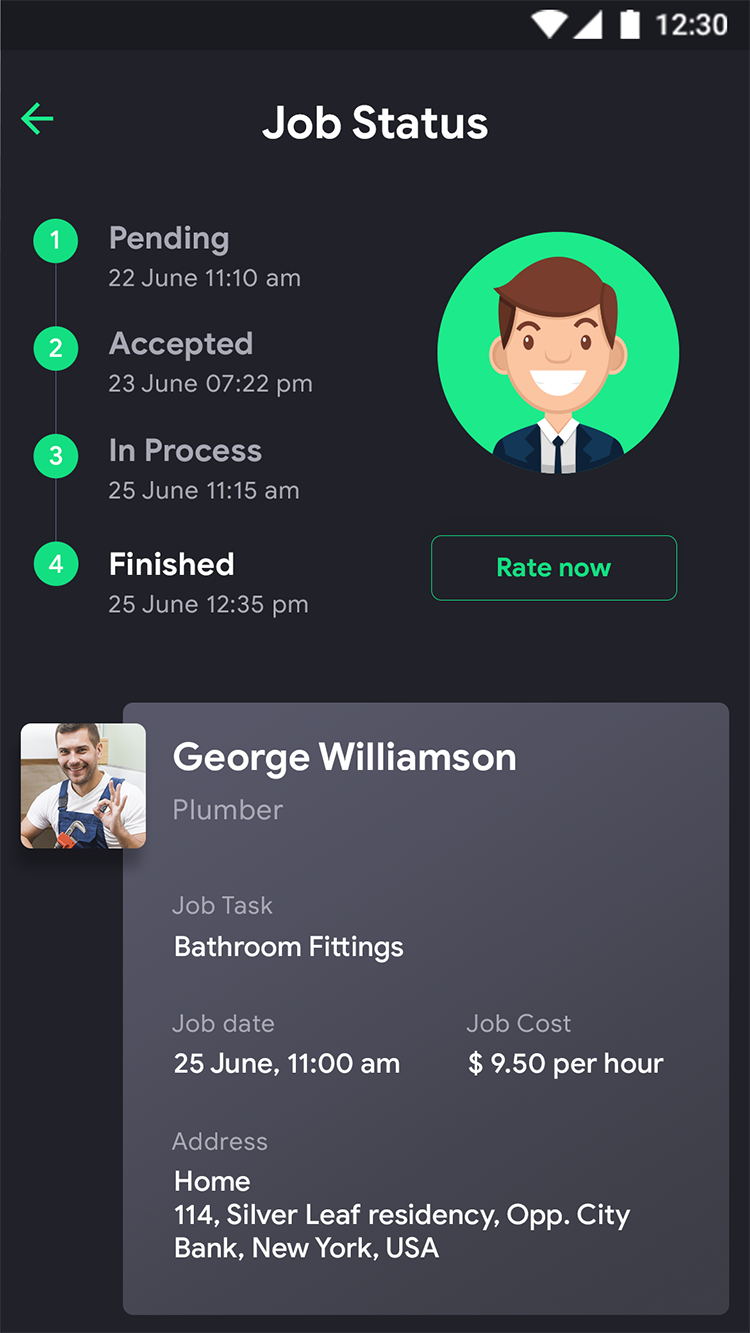 12:30
Job Status
1
Pending
22 June 11:10 am
2
Accepted
23 June 07:22 pm
3
In Process
25 June 11:15 am
4
Finished
25 June 12:35 pm
Rate now
George Williamson
Plumber
Job Task
Bathroom Fittings
Job date
25 June, 11:00 am
Job Cost
$ 9.50 per hour
Address
Home
114, Silver Leaf residency, Opp. City
Bank, New York, USA